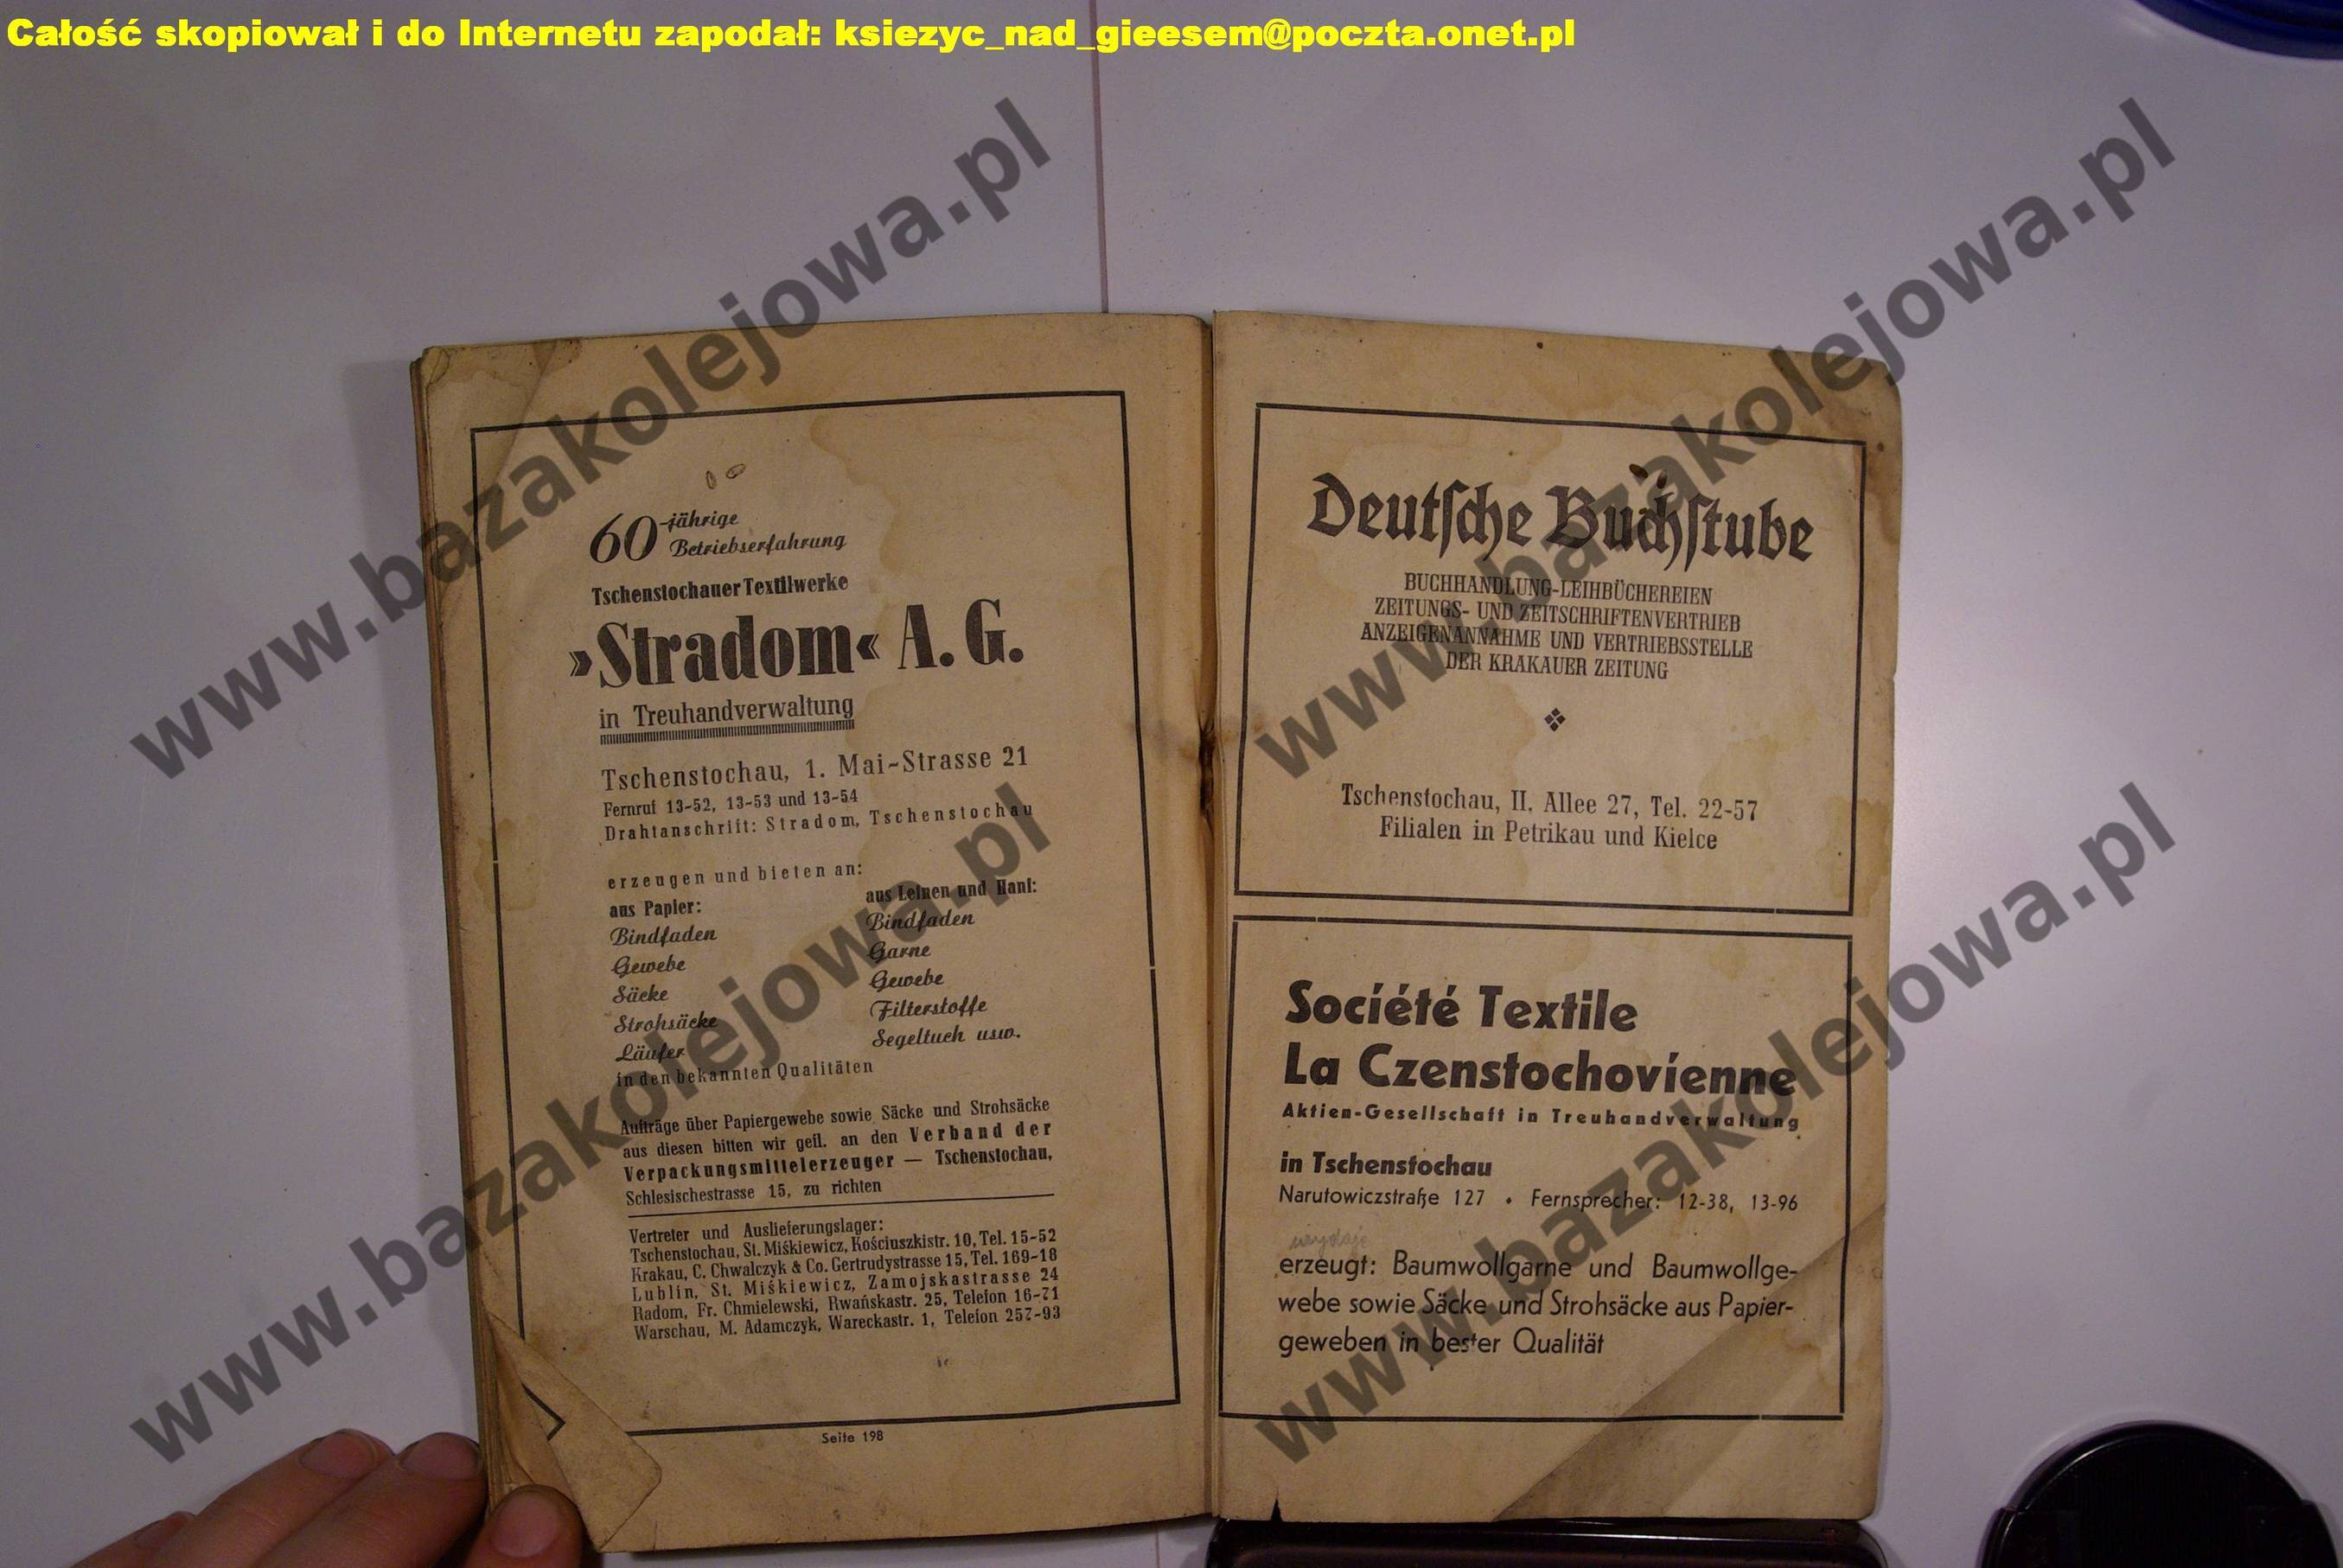 Całość skopiował i do Internetu zapodał: ksiezyc_nad_gieesem@poczta.onet.pl
60-jährige
Betriebserfahrung
Tschenstochauer Textilwerke
»Stradom« A. G.
in Treuhandverwaltung
Tschenstochau, 1. Mai-Strasse 21
Fernruf 13-52, 13-53 und 13-54
Drahtanschrift: Stradom, Tschenstochau
erzeugen und bieten an:
aus Papier:
Bindfaden
Gewebe
Säcke
Strohsäcke
Läufer
aus Leinen und Hanf:
Bindfaden
Garne
Gewebe
Filterstoffe
Segeltuch usw.
in den bekannten Qualitäten
Aufträge über Papiergewebe sowie Säcke und Strohsäcke
aus diesen bitten wir gefl. an den Verband der
Verpackungsmittelerzeuger — Tschenstochau,
Schlesischestrasse 15, zu richten
Vertreter und Auslieferungslager:
Tschenstochau, St. Miśkiewicz, Kościuszkistr. 10, Tel. 15-52
Krakau, C. Chwalczyk & Co. Gertrudystrasse 15, Tel. 169-18
Lublin, St. Miśkiewicz, Zamojskastrasse 24
Radom, Fr. Chmielewski, Rwańskastr. 25, Telefon 16-71
Warschau, M. Adamczyk, Wareckastr. 1, Telefon 257-93
Seite 198
Deutsche Buchstube
BUCHHANDLUNG-LEIHBÜCHEREIEN
ZEITUNGS- UND ZEITSCHRIFTENVERTRIEB
ANZEIGENANNAHME UND VERTRIEBSSTELLE
DER KRAKAUER ZEITUNG
Tschenstochau, II. Allee 27, Tel. 22-57
Filialen in Petrikau und Kielce
Société Textile
La Czenstochovienne
Aktien-Gesellschaft in Treuhandverwaltung
in Tschenstochau
Narutowiczstraße 127 • Fernsprecher: 12-38, 13-96
erzeugt: Baumwollgarne und Baumwollge-
webe sowie Säcke und Strohsäcke aus Papier-
geweben in bester Qualität
www.bazakolejowa.pl
www.bazakolejowa.pl
www.bazakolejowa.pl
www.bazakolejowa.pl